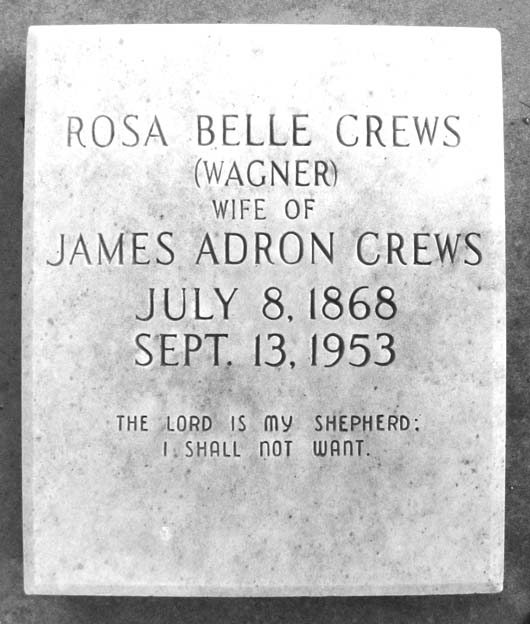 ROSA BELLE CREWS
(WAGNER)
WIFE OF
JAMES ADRON CREWS
JULY 8, 1868
SEPT. 13, 1953
THE LORD IS MY SHEPHERD;
I SHALL NOT WANT.